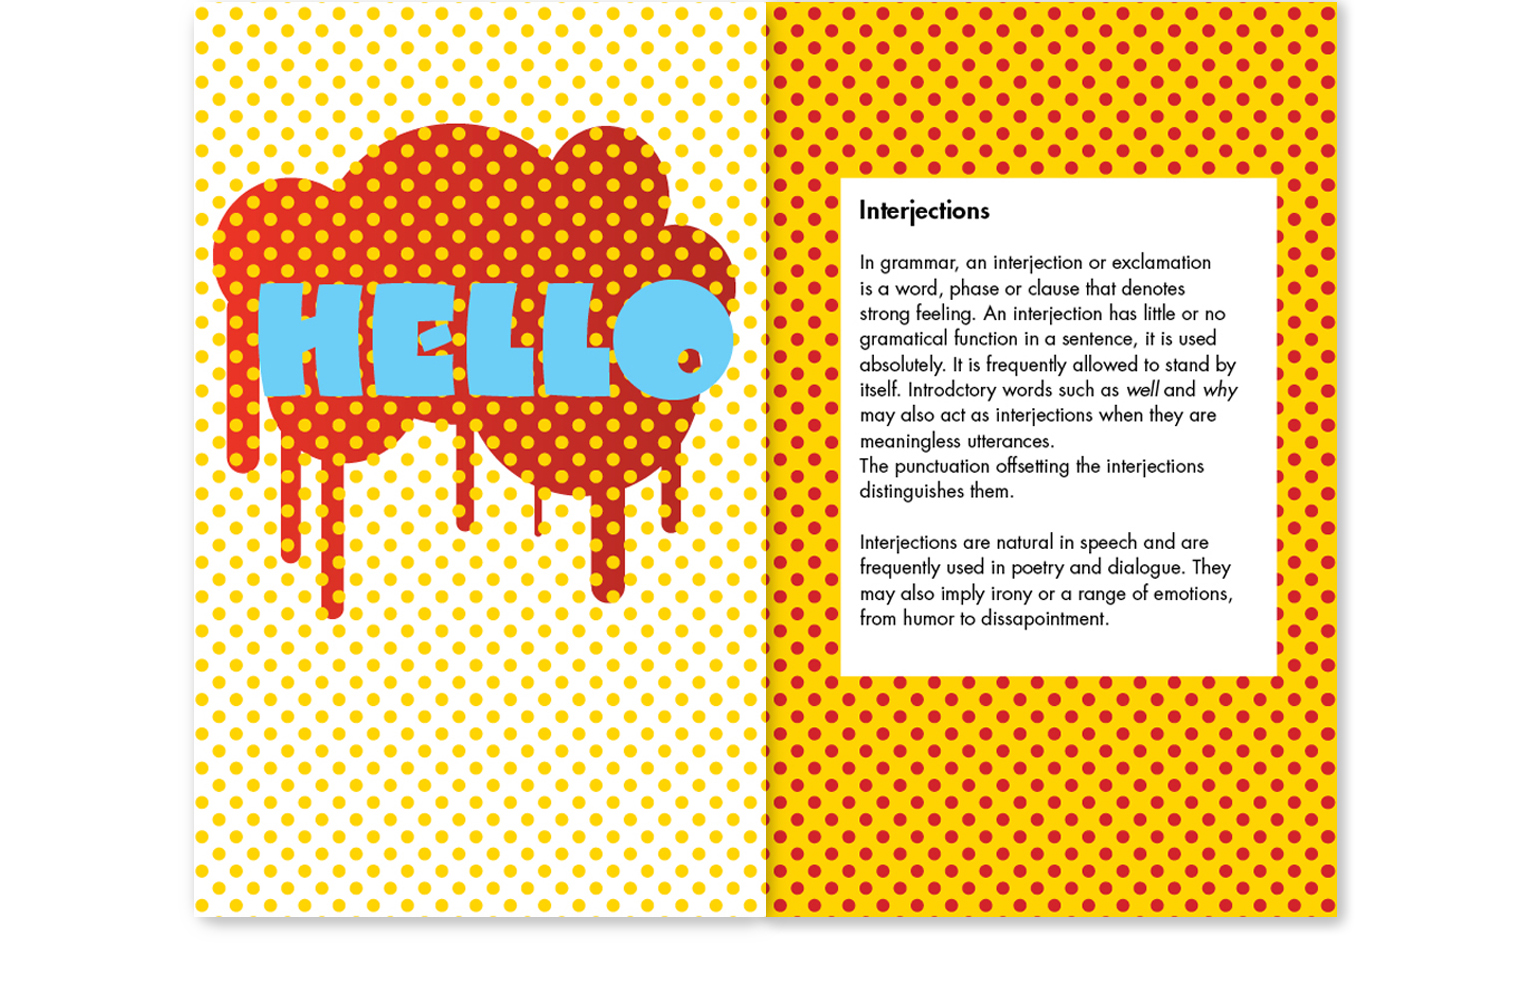 HELLO
Interjections
In grammar, an interjection or exclamation
is a word, phase or clause that denotes
strong feeling. An interjection has little or no
gramatical function in a sentence, it is used
absolutely. It is frequently allowed to stand by
itself. Introdctory words such as well and why
may also act as interjections when they are
meaningless utterances.
The punctuation offsetting the interjections
distinguishes them.
Interjections are natural in speech and are
frequently used in poetry and dialogue. They
may also imply irony or a range of emotions,
from humor to dissapointment.